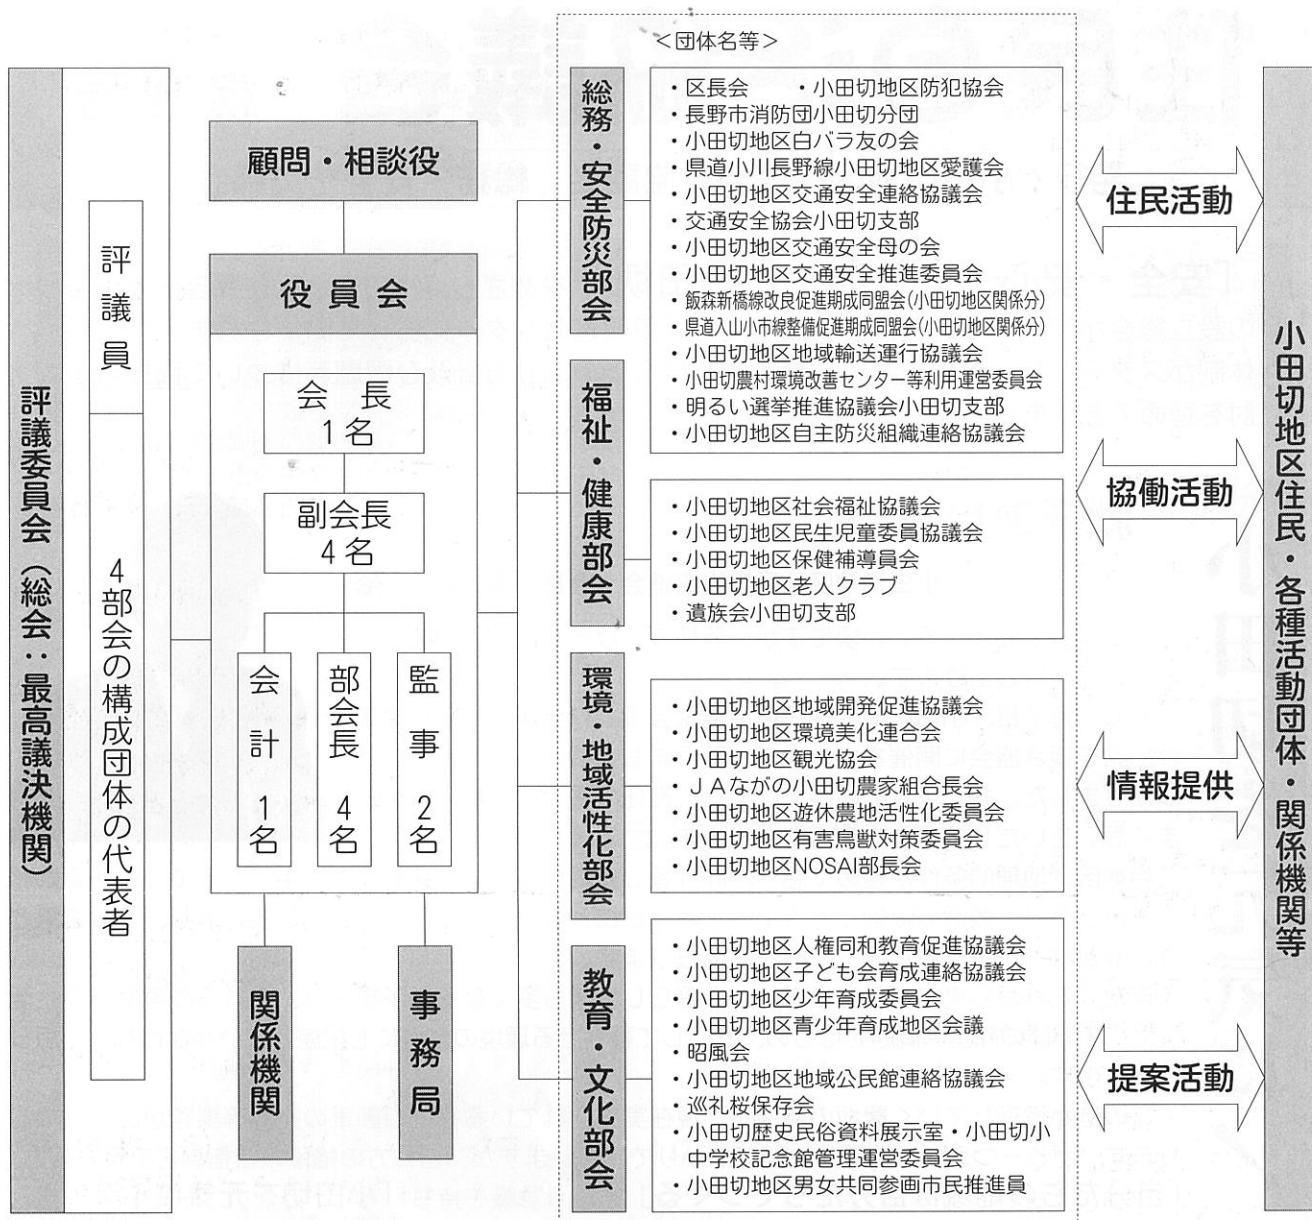 評議委員会（総会：最高議決機関）
評議員
4部会の構成団体の代表者
顧問・相談役
役員会
会長
1名
副会長
4名
会計 1名
部会長 4名
監事 2名
関係機関
事務局
＜団体名等＞
総務・安全防災部会
・区長会　・小田切地区防犯協会
・長野市消防団小田切分団
・小田切地区白バラ友の会
・県道小川長野線小田切地区愛護会
・小田切地区交通安全連絡協議会
・交通安全協会小田切支部
・小田切地区交通安全母の会
・小田切地区交通安全推進委員会
・飯森新橋線改良促進期成同盟会（小田切地区関係分）
・県道入山小市線整備促進期成同盟会（小田切地区関係分）
・小田切地区地域輸送運行協議会
・小田切農村環境改善センター等利用運営委員会
・明るい選挙推進協議会小田切支部
・小田切地区自主防災組織連絡協議会
福祉・健康部会
・小田切地区社会福祉協議会
・小田切地区民生児童委員協議会
・小田切地区保健補導員会
・小田切地区老人クラブ
・遺族会小田切支部
環境・地域活性化部会
・小田切地区地域開発促進協議会
・小田切地区環境美化連合会
・小田切地区観光協会
・ＪＡながの小田切農家組合長会
・小田切地区遊休農地活性化委員会
・小田切地区有害鳥獣対策委員会
・小田切地区NOSAI部長会
教育・文化部会
・小田切地区人権同和教育促進協議会
・小田切地区子ども会育成連絡協議会
・小田切地区少年育成委員会
・小田切地区青少年育成地区会議
・昭風会
・小田切地区地域公民館連絡協議会
・巡礼桜保存会
・小田切歴史民俗資料展示室・小田切小
中学校記念館管理運営委員会
・小田切地区男女共同参画市民推進員
住民活動
協働活動
情報提供
提案活動
小田切地区住民・各種活動団体・関係機関等